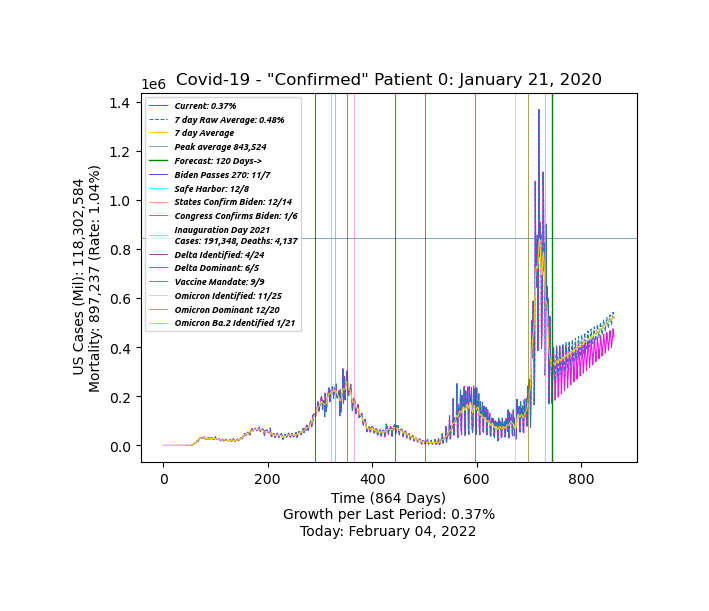 Covid-19 - "Confirmed" Patient 0: January 21, 2020
1e6
1.4
1.2
1.0
0.8
0.6
0.4
0.2
0.0
US Cases (Mil): 118,302,584
Mortality: 897,237 (Rate: 1.04%)
Current: 0.37%
7 day Raw Average: 0.48%
7 day Average
Peak average 843,524
Forecast: 120 Days->
Biden Passes 270: 11/7
Safe Harbor: 12/8
States Confirm Biden: 12/14
Congress Confirms Biden: 1/6
Inauguration Day 2021
Cases: 191,348, Deaths: 4,137
Delta Identified: 4/24
Delta Dominant: 6/5
Vaccine Mandate: 9/9
Omicron Identified: 11/25
Omicron Dominant 12/20
Omicron Ba.2 Identified 1/21
0 200 400 600 800
Time (864 Days)
Growth per Last Period: 0.37%
Today: February 04, 2022